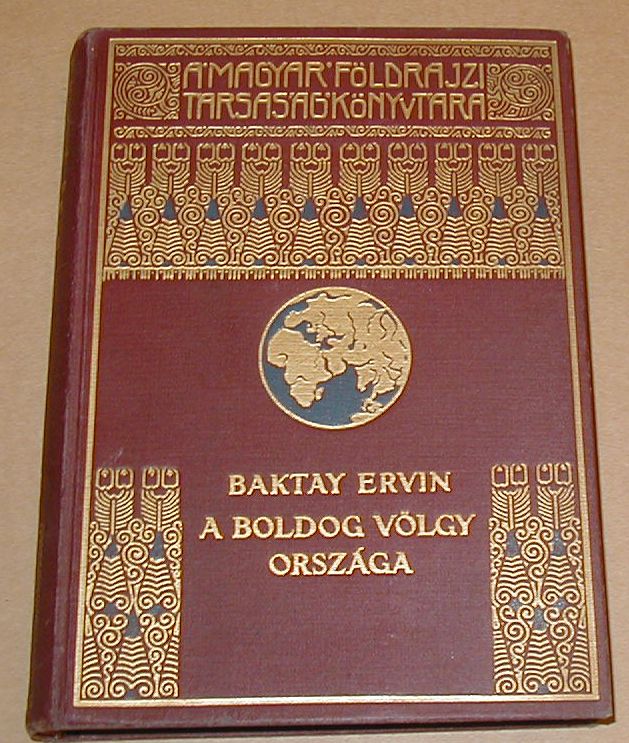 A MAGYAR FÖLDRAJZI
TÁRSASÁG KÖNYVTÁRA
BAKTAY ERVIN
A BOLDOG VÖLGY
ORSZÁGA